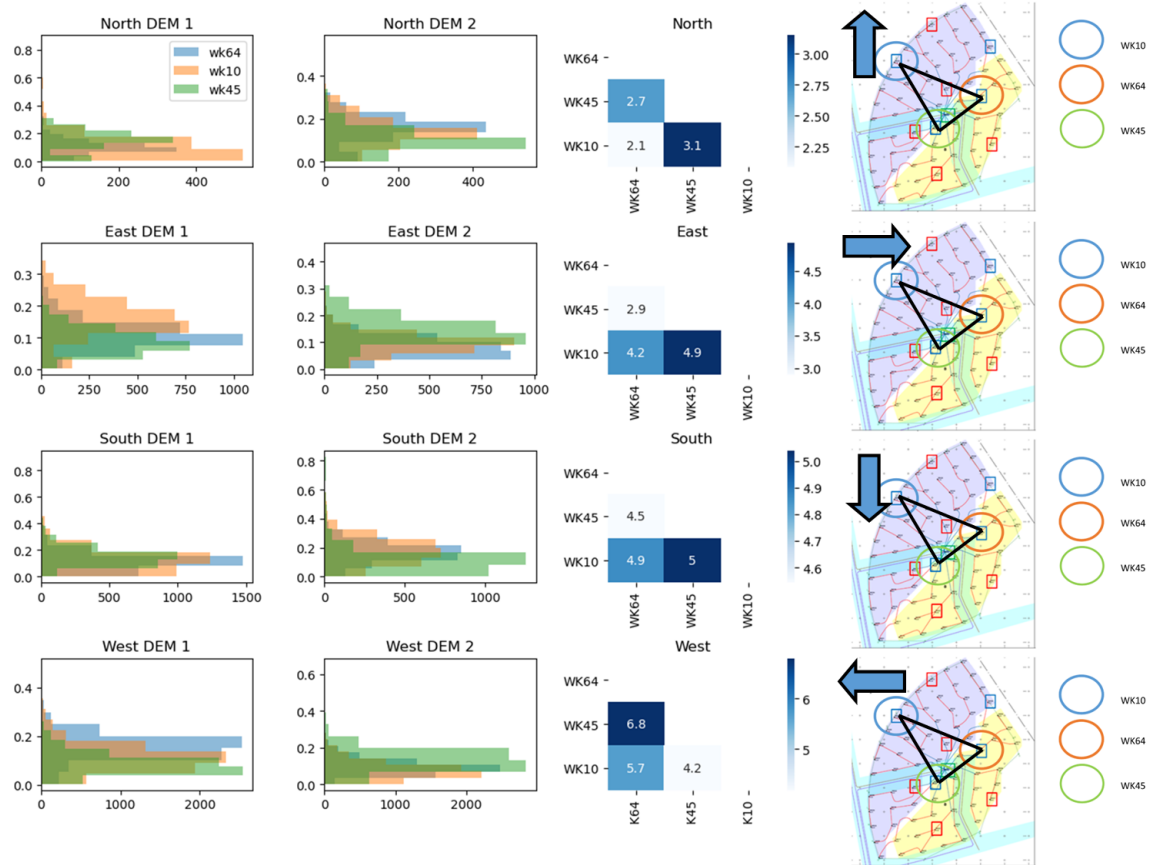 North DEM 1
0.8
0.6
0.4
0.2
0.0
0
200
400
wk64
wk10
wk45
North DEM 2
0.4
0.2
0.0
0
200
400
North
WK64
WK45
WK10
2.7
2.1
3.1
WK64
WK45
WK10
3.00
2.75
2.50
2.25
WK10
WK64
WK45
East DEM 1
0.3
0.2
0.1
0.0
0
250
500
750
1000
East DEM 2
0.3
0.2
0.1
0.0
0
250
500
750
1000
East
WK64
WK45
WK10
2.9
4.2
4.9
WK64
WK45
WK10
4.5
4.0
3.5
3.0
WK10
WK64
WK45
South DEM 1
0.8
0.6
0.4
0.2
0.0
0
500
1000
1500
South DEM 2
0.8
0.6
0.4
0.2
0.0
0
500
1000
South
WK64
WK45
WK10
4.5
4.9
5
WK64
WK45
WK10
5.0
4.9
4.8
4.7
4.6
WK10
WK64
WK45
West DEM 1
0.4
0.2
0.0
0
1000
2000
West DEM 2
0.6
0.4
0.2
0.0
0
1000
2000
West
WK64
WK45
WK10
6.8
5.7
4.2
K64
K45
K10
6
5
WK10
WK64
WK45